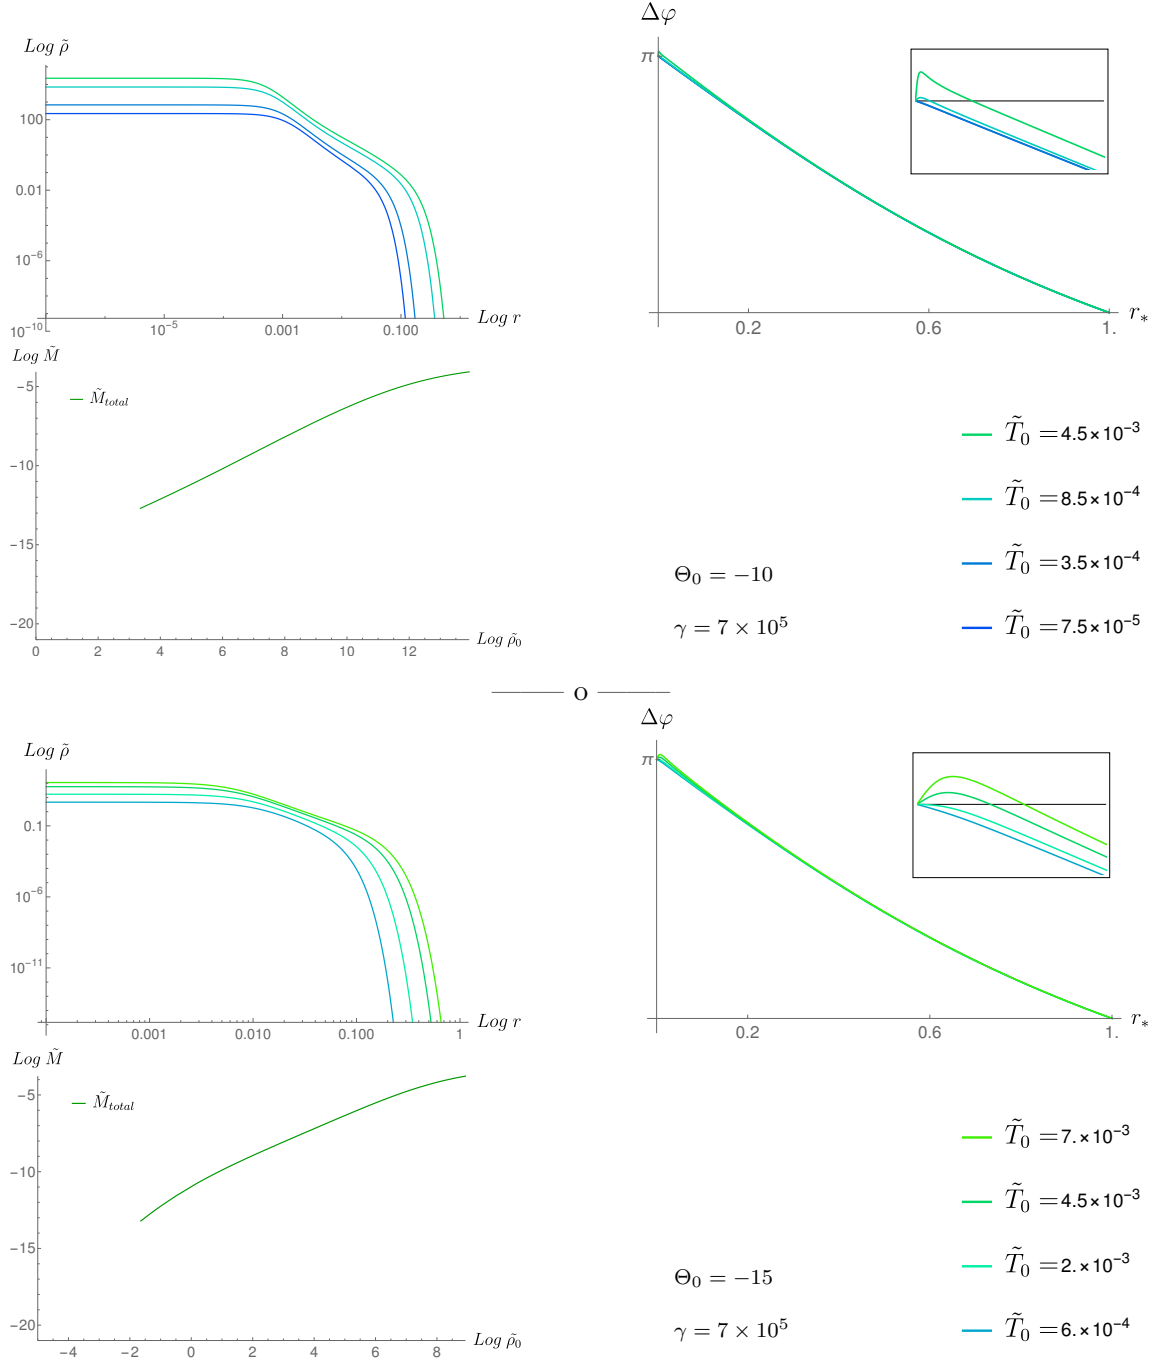 Log ρ̃
100
0.01
10⁻⁶
10⁻¹⁰
10⁻⁵ 0.001 0.100
Log r
Δφ
π
0.2 0.6 1.
r*
Log M̃
M̃total
−5
−10
−15
−20
0 2 4 6 8 10 12
Log ρ̃₀
T̃₀ = 4.5×10⁻³
T̃₀ = 8.5×10⁻⁴
T̃₀ = 3.5×10⁻⁴
T̃₀ = 7.5×10⁻⁵
Θ₀ = −10
γ = 7 × 10⁵
—— o ——
Log ρ̃
0.1
10⁻⁶
10⁻¹¹
0.001 0.010 0.100 1
Log r
Δφ
π
0.2 0.6 1.
r*
Log M̃
M̃total
−5
−10
−15
−20
−4 −2 0 2 4 6 8
Log ρ̃₀
T̃₀ = 7.×10⁻³
T̃₀ = 4.5×10⁻³
T̃₀ = 2.×10⁻³
T̃₀ = 6.×10⁻⁴
Θ₀ = −15
γ = 7 × 10⁵